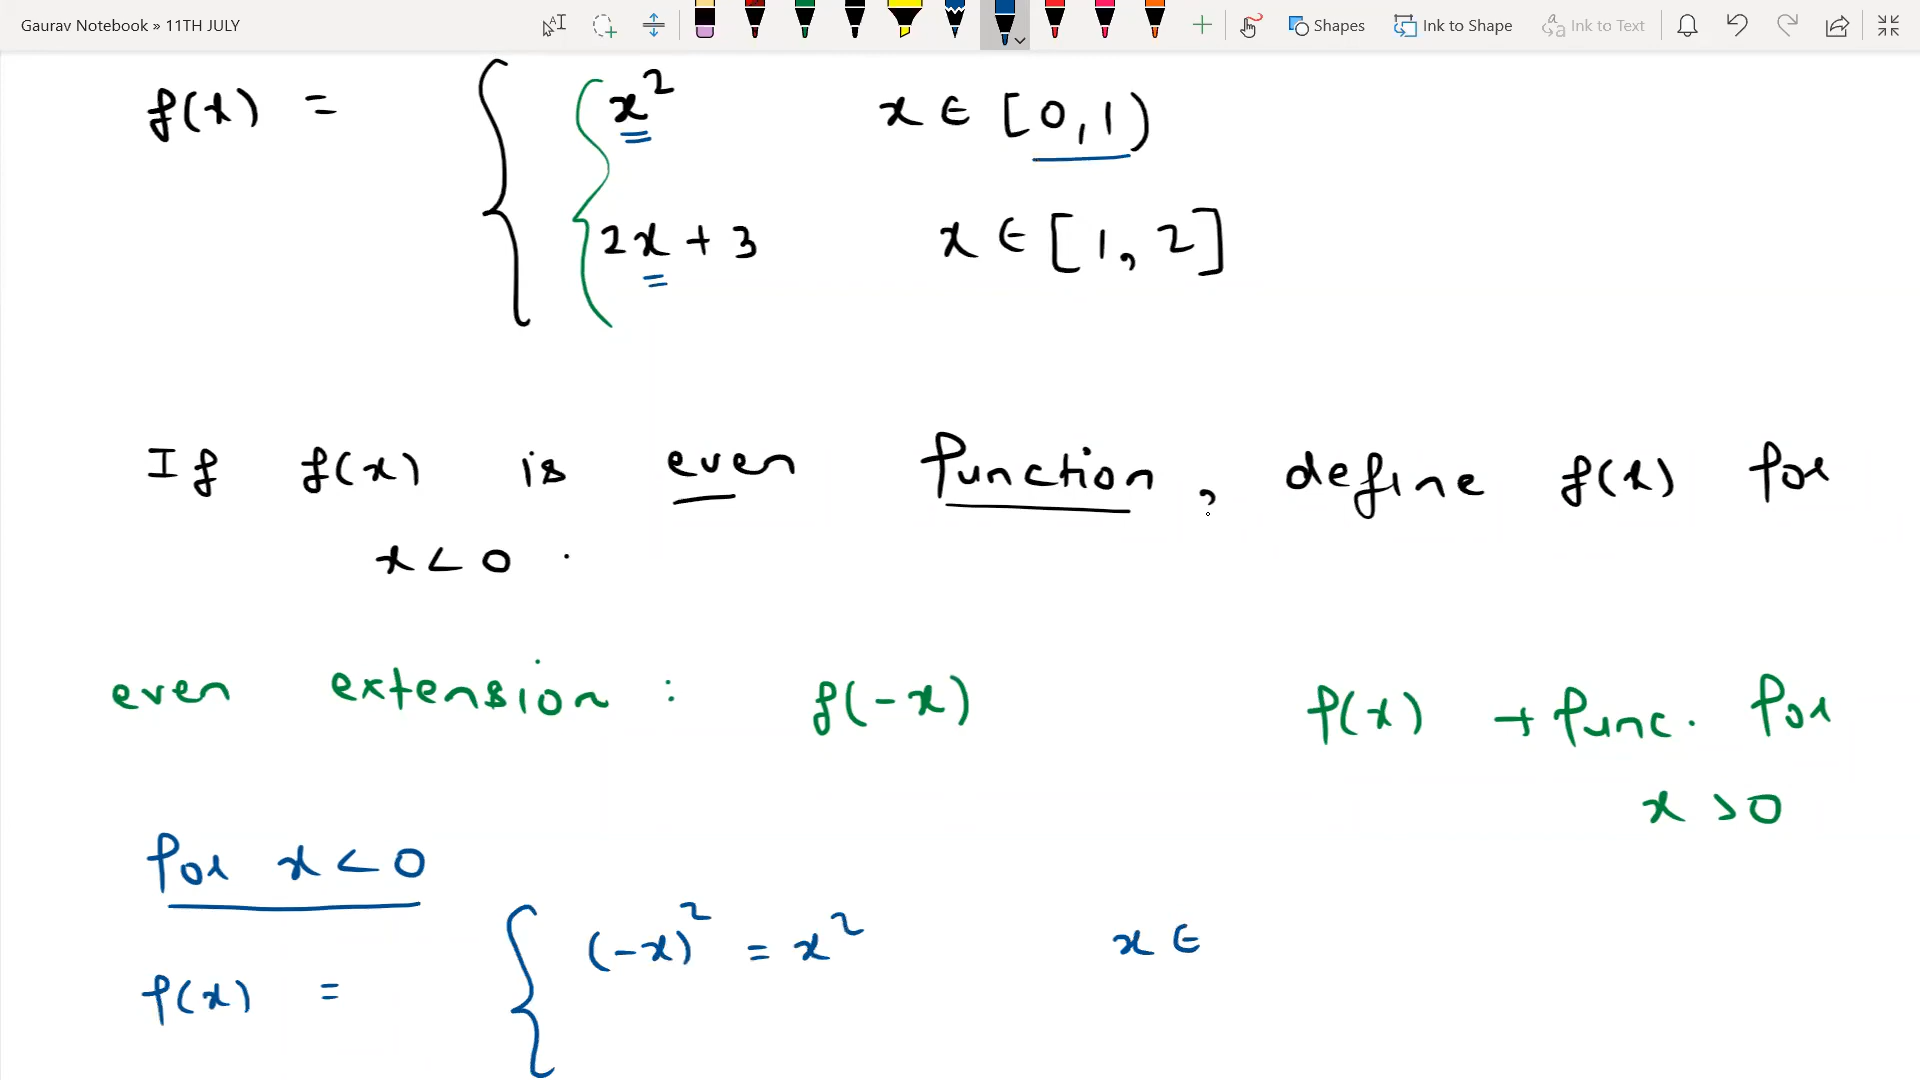 Gaurav Notebook » 11TH JULY
Shapes
Ink to Shape
Ink to Text
f(x) = { x² x ∈ [0,1)
2x + 3 x ∈ [1, 2]
If f(x) is even function, define f(x) for
x < 0 .
even extension : f(-x) f(x) → func. for
x > 0
for x < 0
f(x) = { (-x)² = x² x ∈